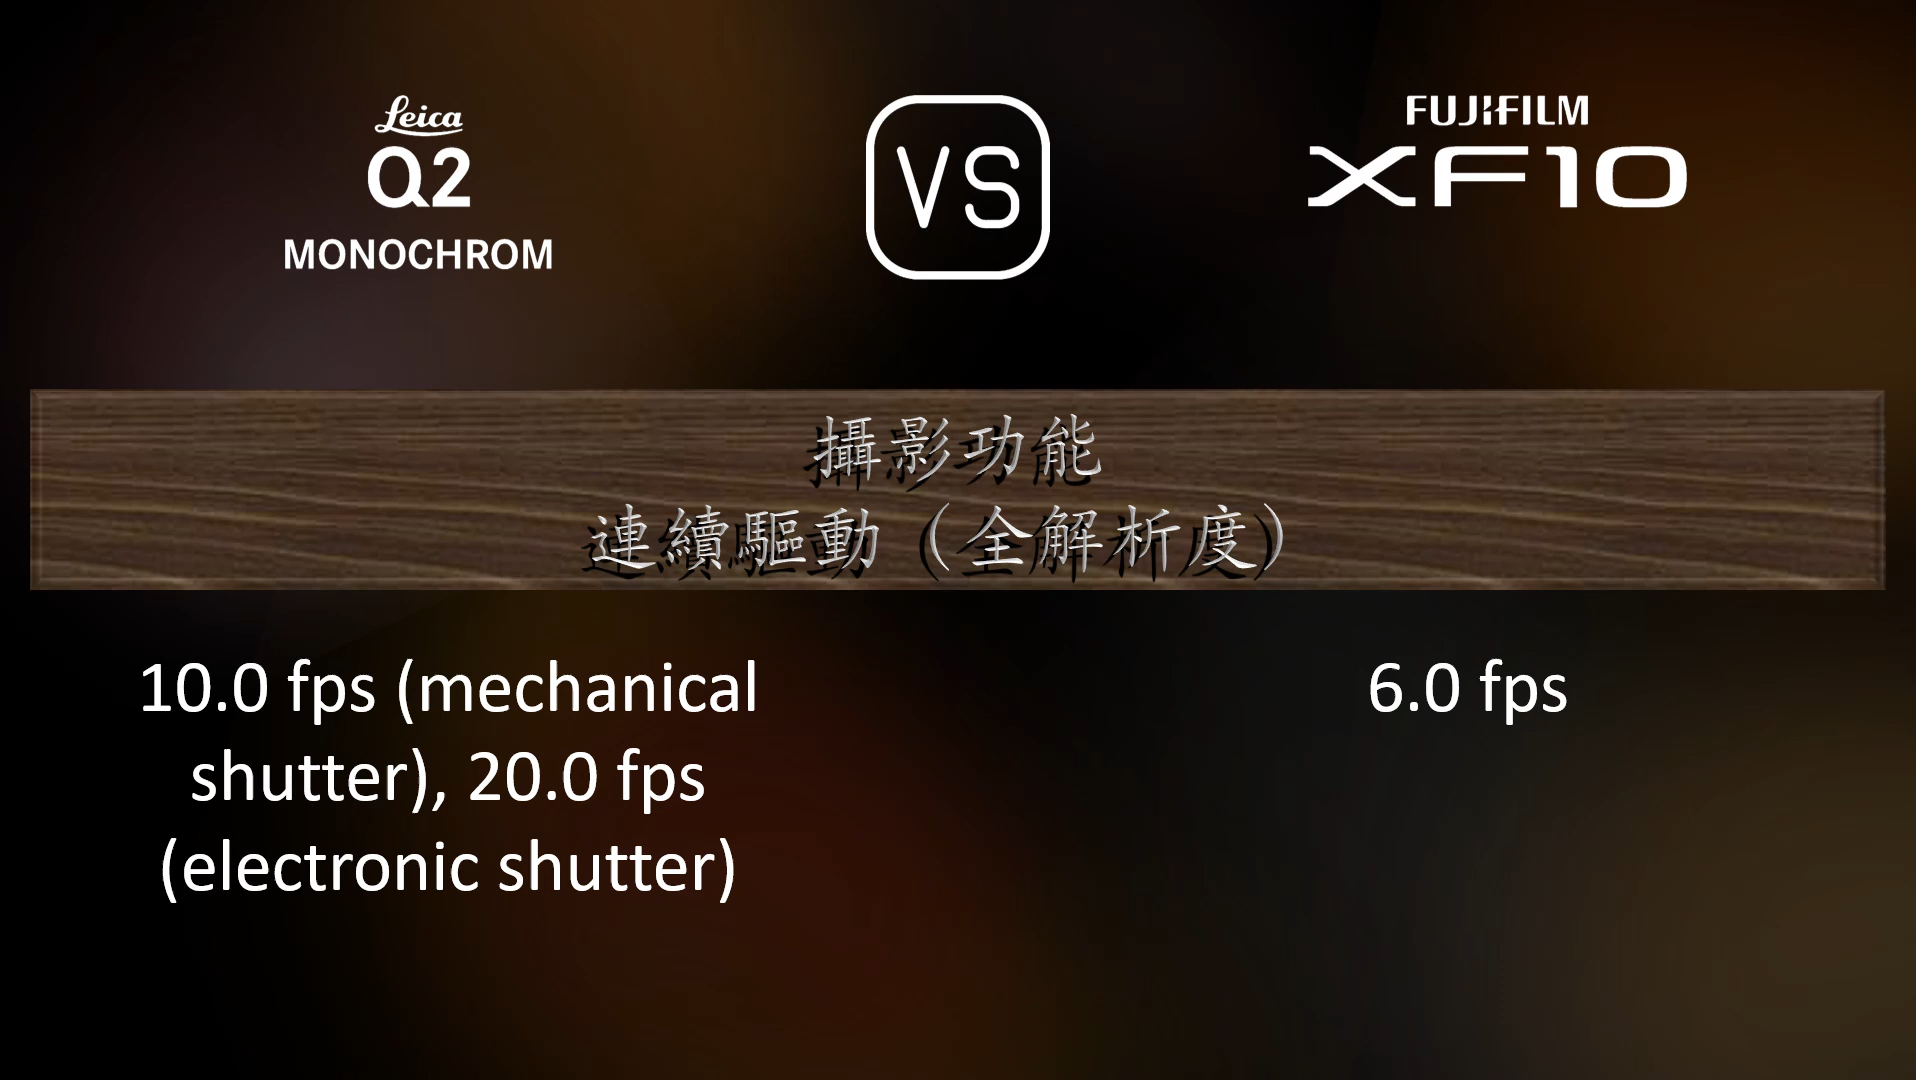 Leica
Q2
MONOCHROM
VS
FUJIFILM
XF10
攝影功能
連續驅動（全解析度）
10.0 fps (mechanical
shutter), 20.0 fps
(electronic shutter)
6.0 fps